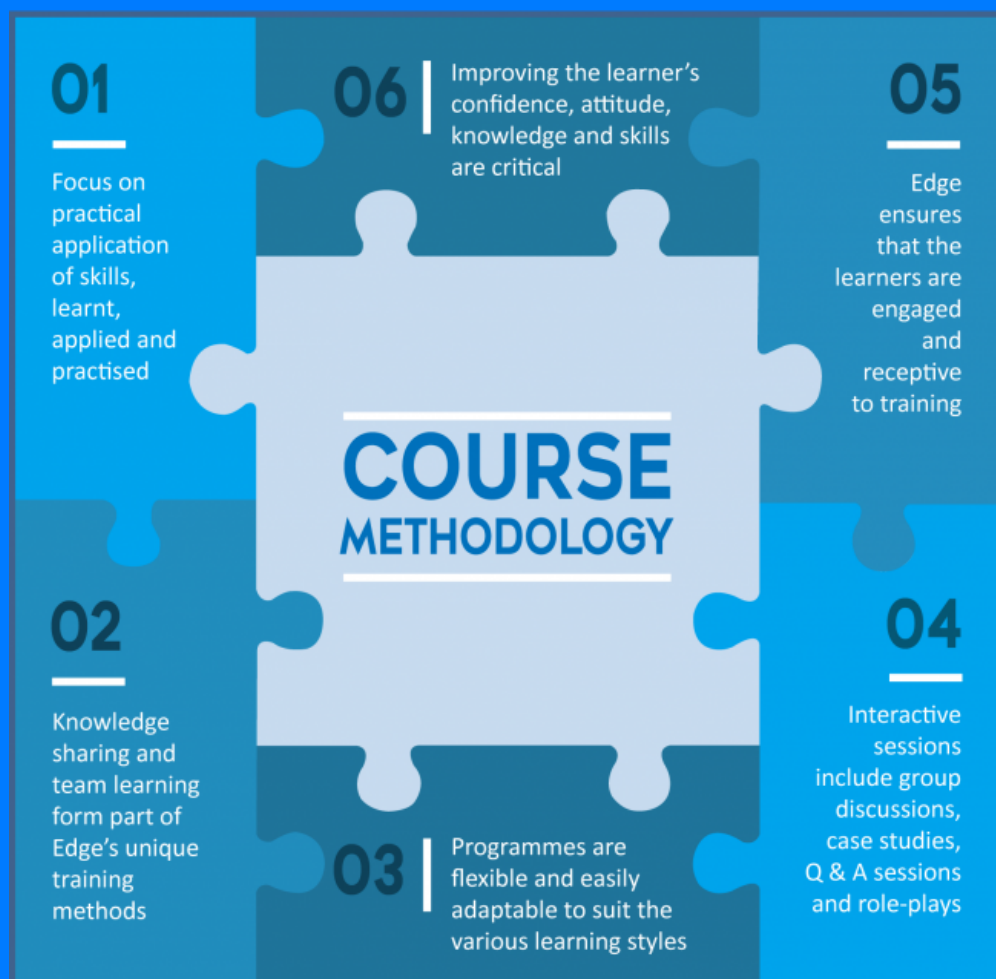 COURSE
METHODOLOGY
01
Focus on
practical
application
of skills,
learnt,
applied and
practised
02
Knowledge
sharing and
team learning
form part of
Edge's unique
training
methods
03
Programmes are
flexible and easily
adaptable to suit the
various learning styles
04
Interactive
sessions
include group
discussions,
case studies,
Q & A sessions
and role-plays
05
Edge
ensures
that the
learners are
engaged
and
receptive
to training
06
Improving the learner's
confidence, attitude,
knowledge and skills
are critical